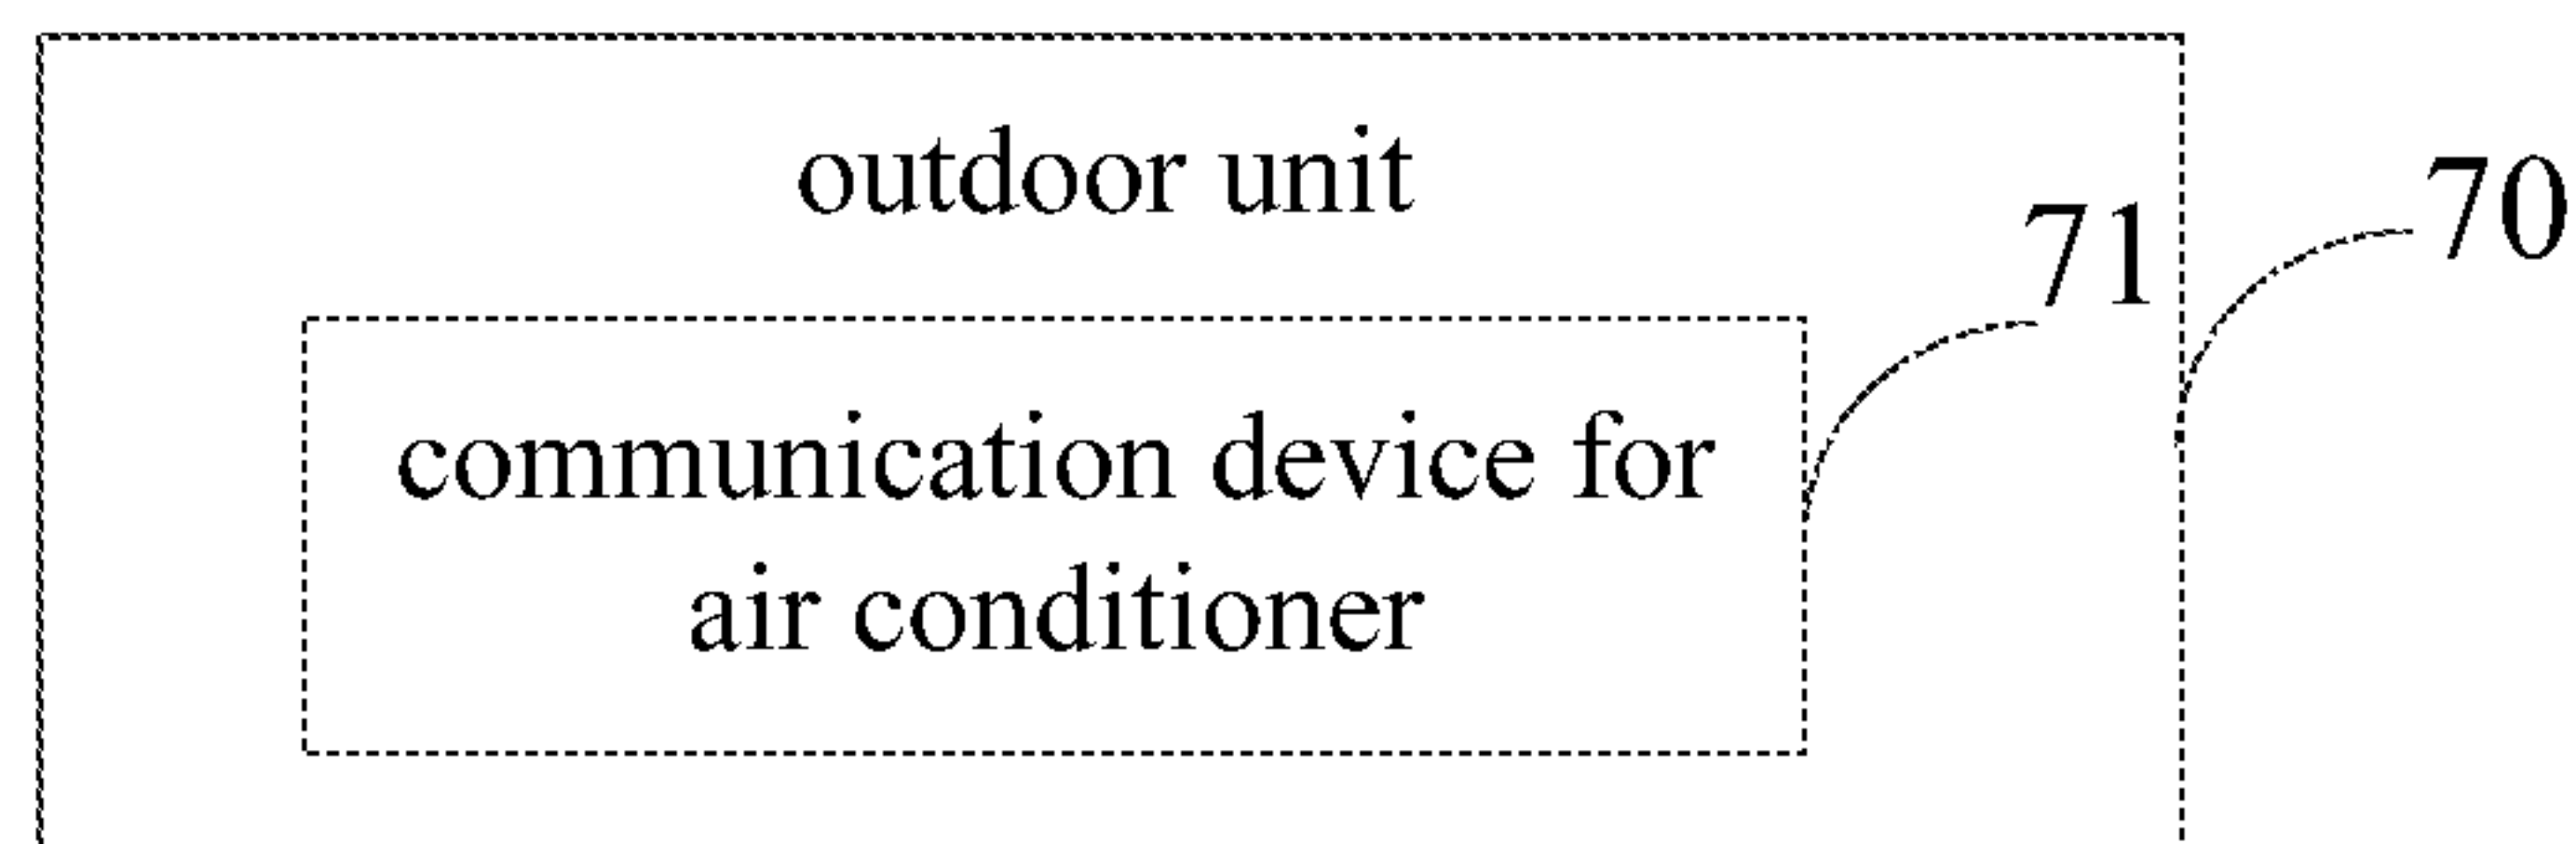 outdoor unit
70
71
communication device for
air conditioner